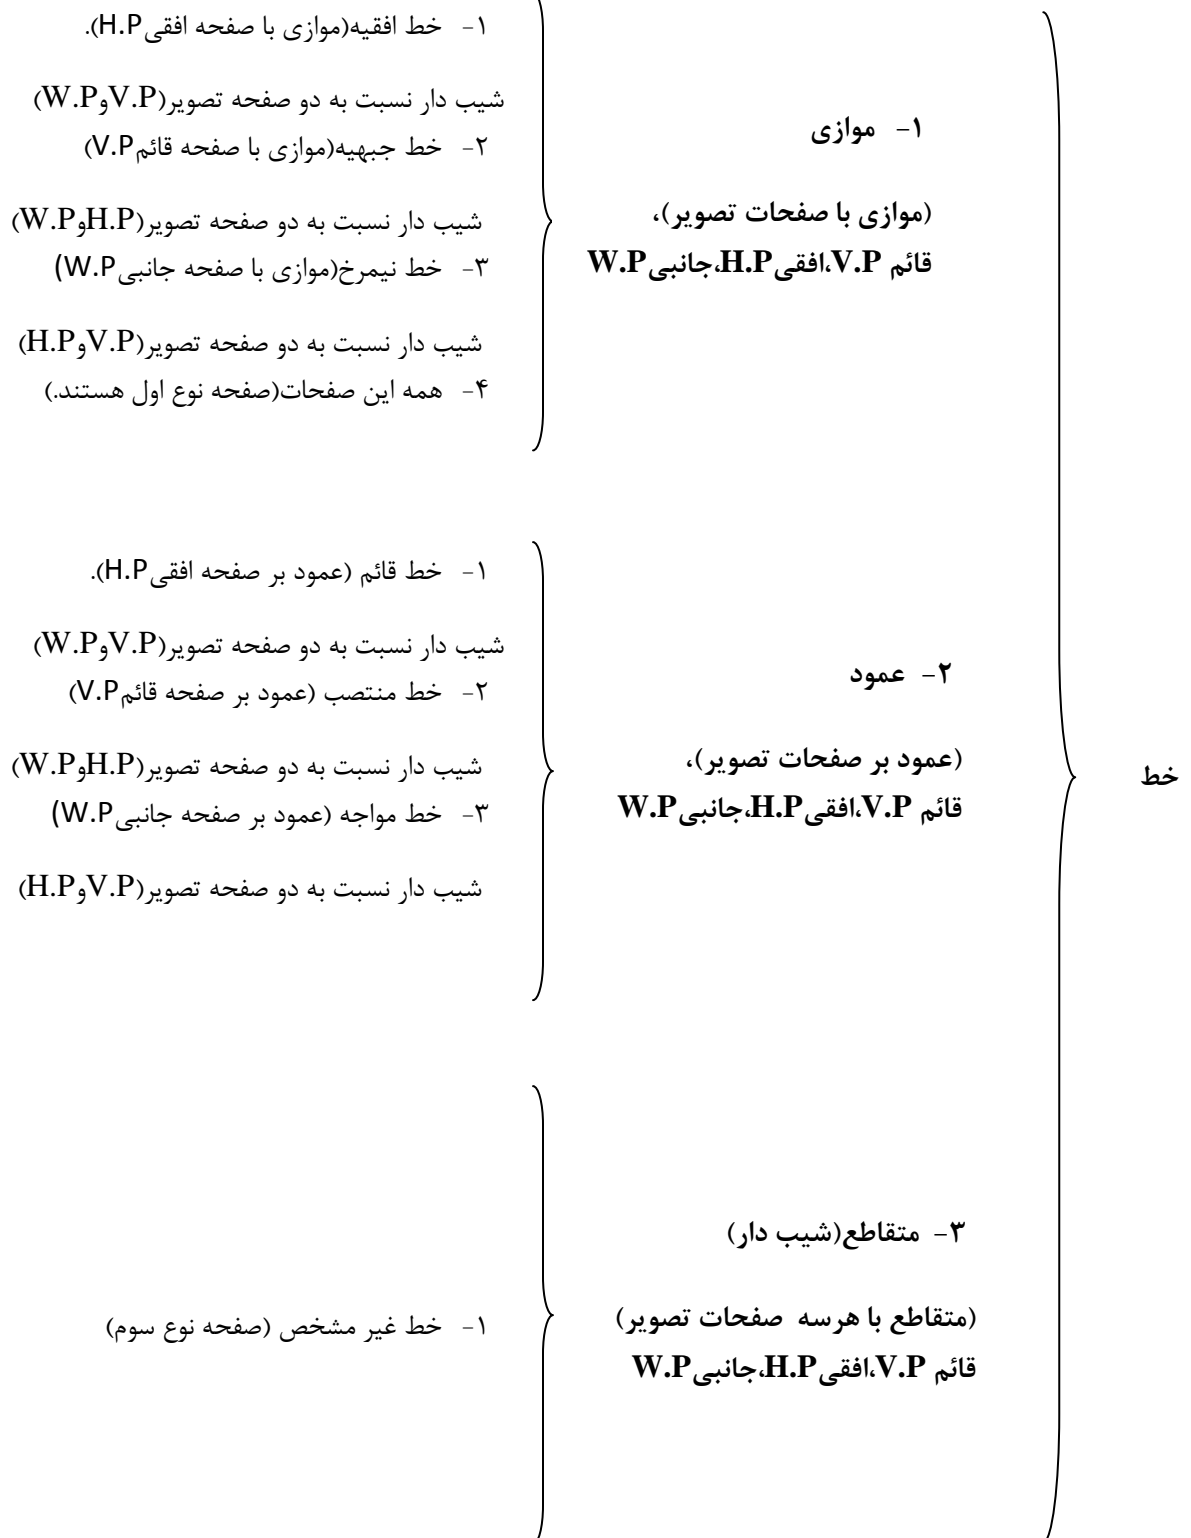 خط
۱- موازی
(موازی با صفحات تصویر)،
قائم V.P،افقیH.P،جانبیW.P
۱- خط افقیه(موازی با صفحه افقیH.P).
شیب دار نسبت به دو صفحه تصویر(V.PوW.P)
۲- خط جبهیه(موازی با صفحه قائمV.P)
شیب دار نسبت به دو صفحه تصویر(H.PوW.P)
۳- خط نیمرخ(موازی با صفحه جانبیW.P)
شیب دار نسبت به دو صفحه تصویر(V.PوH.P)
۴- همه این صفحات(صفحه نوع اول هستند.)
۲- عمود
(عمود بر صفحات تصویر)،
قائم V.P،افقیH.P،جانبیW.P
۱- خط قائم (عمود بر صفحه افقیH.P).
شیب دار نسبت به دو صفحه تصویر(V.PوW.P)
۲- خط منتصب (عمود بر صفحه قائمV.P)
شیب دار نسبت به دو صفحه تصویر(H.PوW.P)
۳- خط مواجه (عمود بر صفحه جانبیW.P)
شیب دار نسبت به دو صفحه تصویر(V.PوH.P)
۳- متقاطع(شیب دار)
(متقاطع با هرسه صفحات تصویر)
قائم V.P،افقیH.P،جانبیW.P
۱- خط غیر مشخص (صفحه نوع سوم)